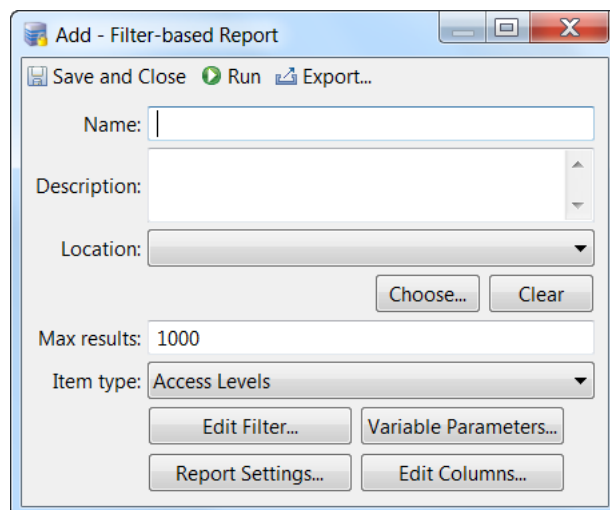 Add - Filter-based Report
Save and Close Run Export...
Name:
Description:
Location:
Choose... Clear
Max results: 1000
Item type: Access Levels
Edit Filter... Variable Parameters...
Report Settings... Edit Columns...